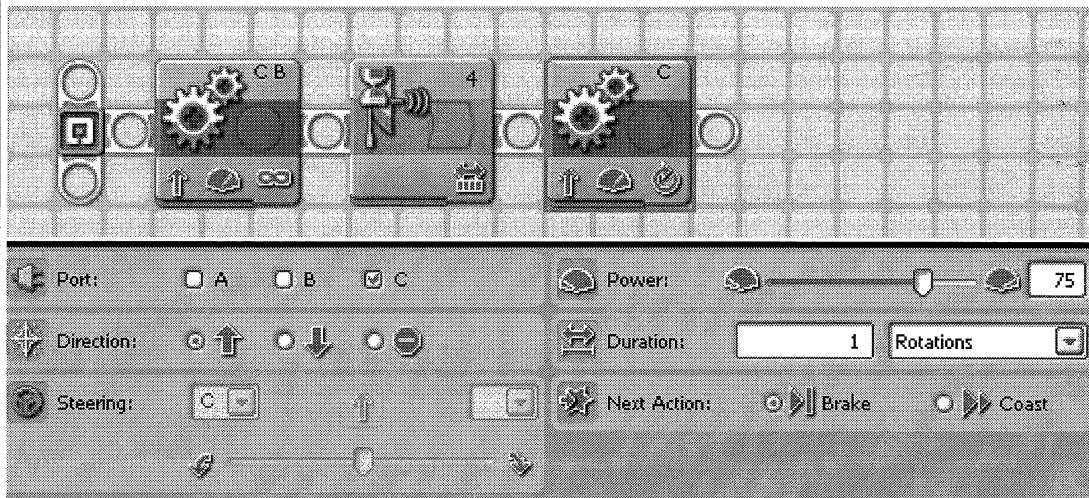 C B
4
C
Port:
A
B
C
Power:
75
Direction:
Duration:
1
Rotations
Steering:
C
Next Action:
Brake
Coast